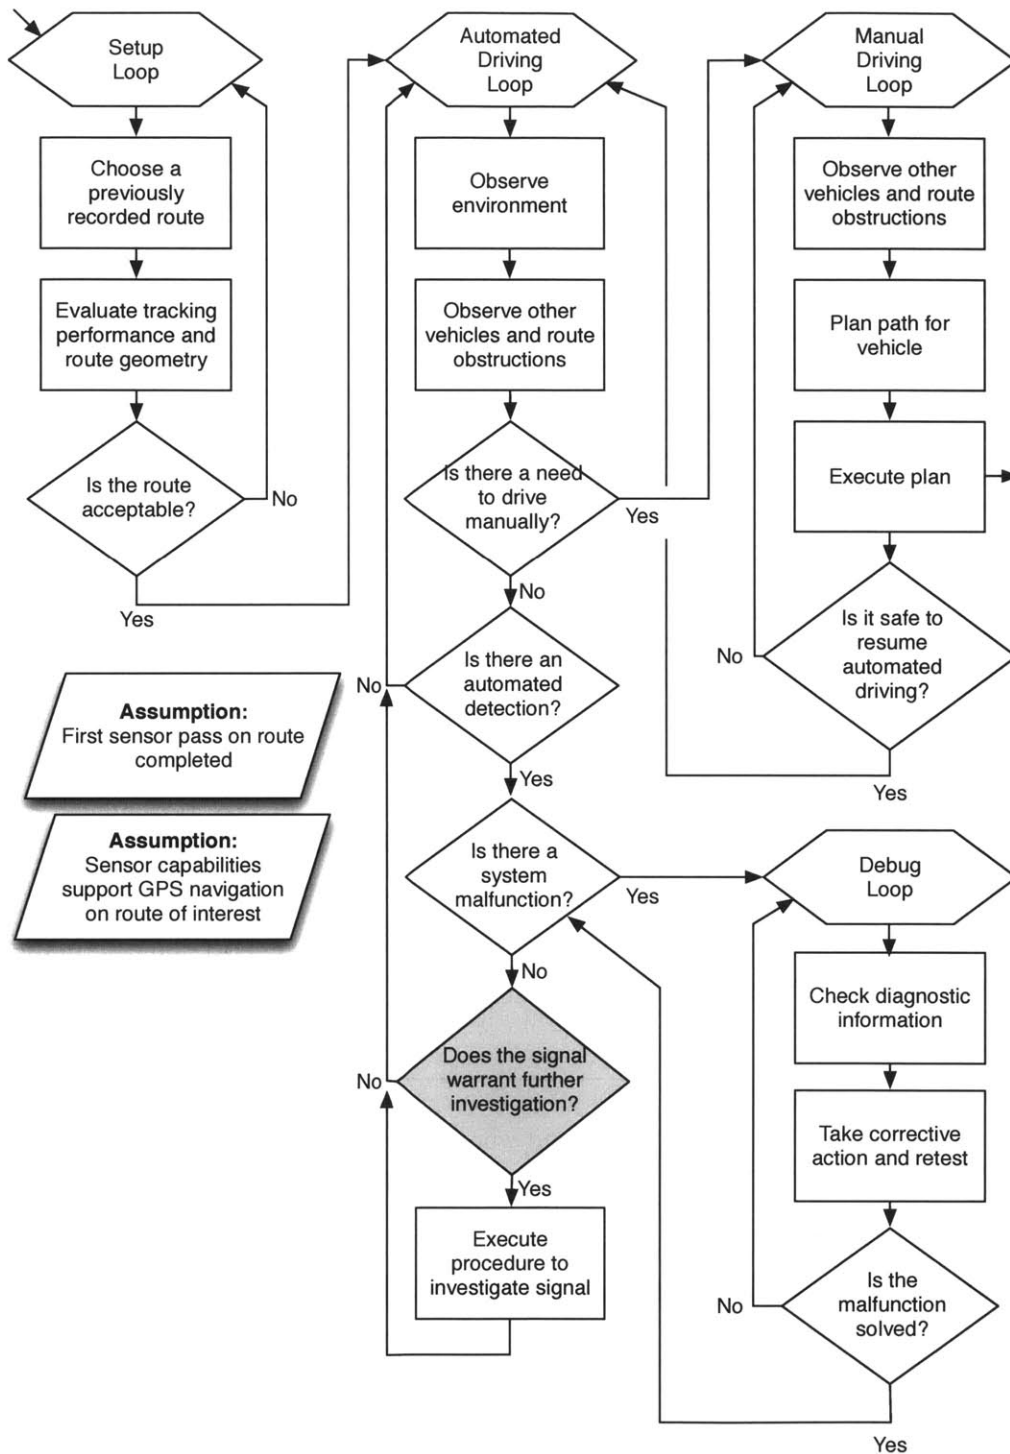 Setup
Loop
Choose a
previously
recorded route
Evaluate tracking
performance and
route geometry
Is the route
acceptable?
No
Yes
Assumption:
First sensor pass on route
completed
Assumption:
Sensor capabilities
support GPS navigation
on route of interest
Automated
Driving
Loop
Observe
environment
Observe other
vehicles and route
obstructions
Is there a need
to drive
manually?
Yes
No
Is there an
automated
detection?
No
Yes
Is there a
system
malfunction?
Yes
No
Does the signal
warrant further
investigation?
No
Yes
Execute
procedure to
investigate signal
Manual
Driving
Loop
Observe other
vehicles and route
obstructions
Plan path for
vehicle
Execute plan
Is it safe to
resume
automated
driving?
No
Yes
Debug
Loop
Check diagnostic
information
Take corrective
action and retest
Is the
malfunction
solved?
No
Yes